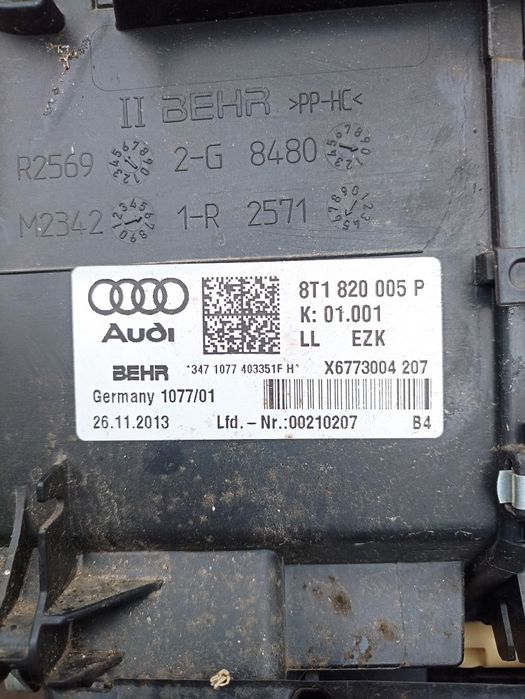 BEHR >PP-HC<
R2569 2-G 8480
M2342 1-R 2571
Audi
8T1 820 005 P
K: 01.001
LL EZK
BEHR *347 1077 403351F H* X6773004 207
Germany 1077/01
26.11.2013 Lfd. - Nr.:00210207 B4